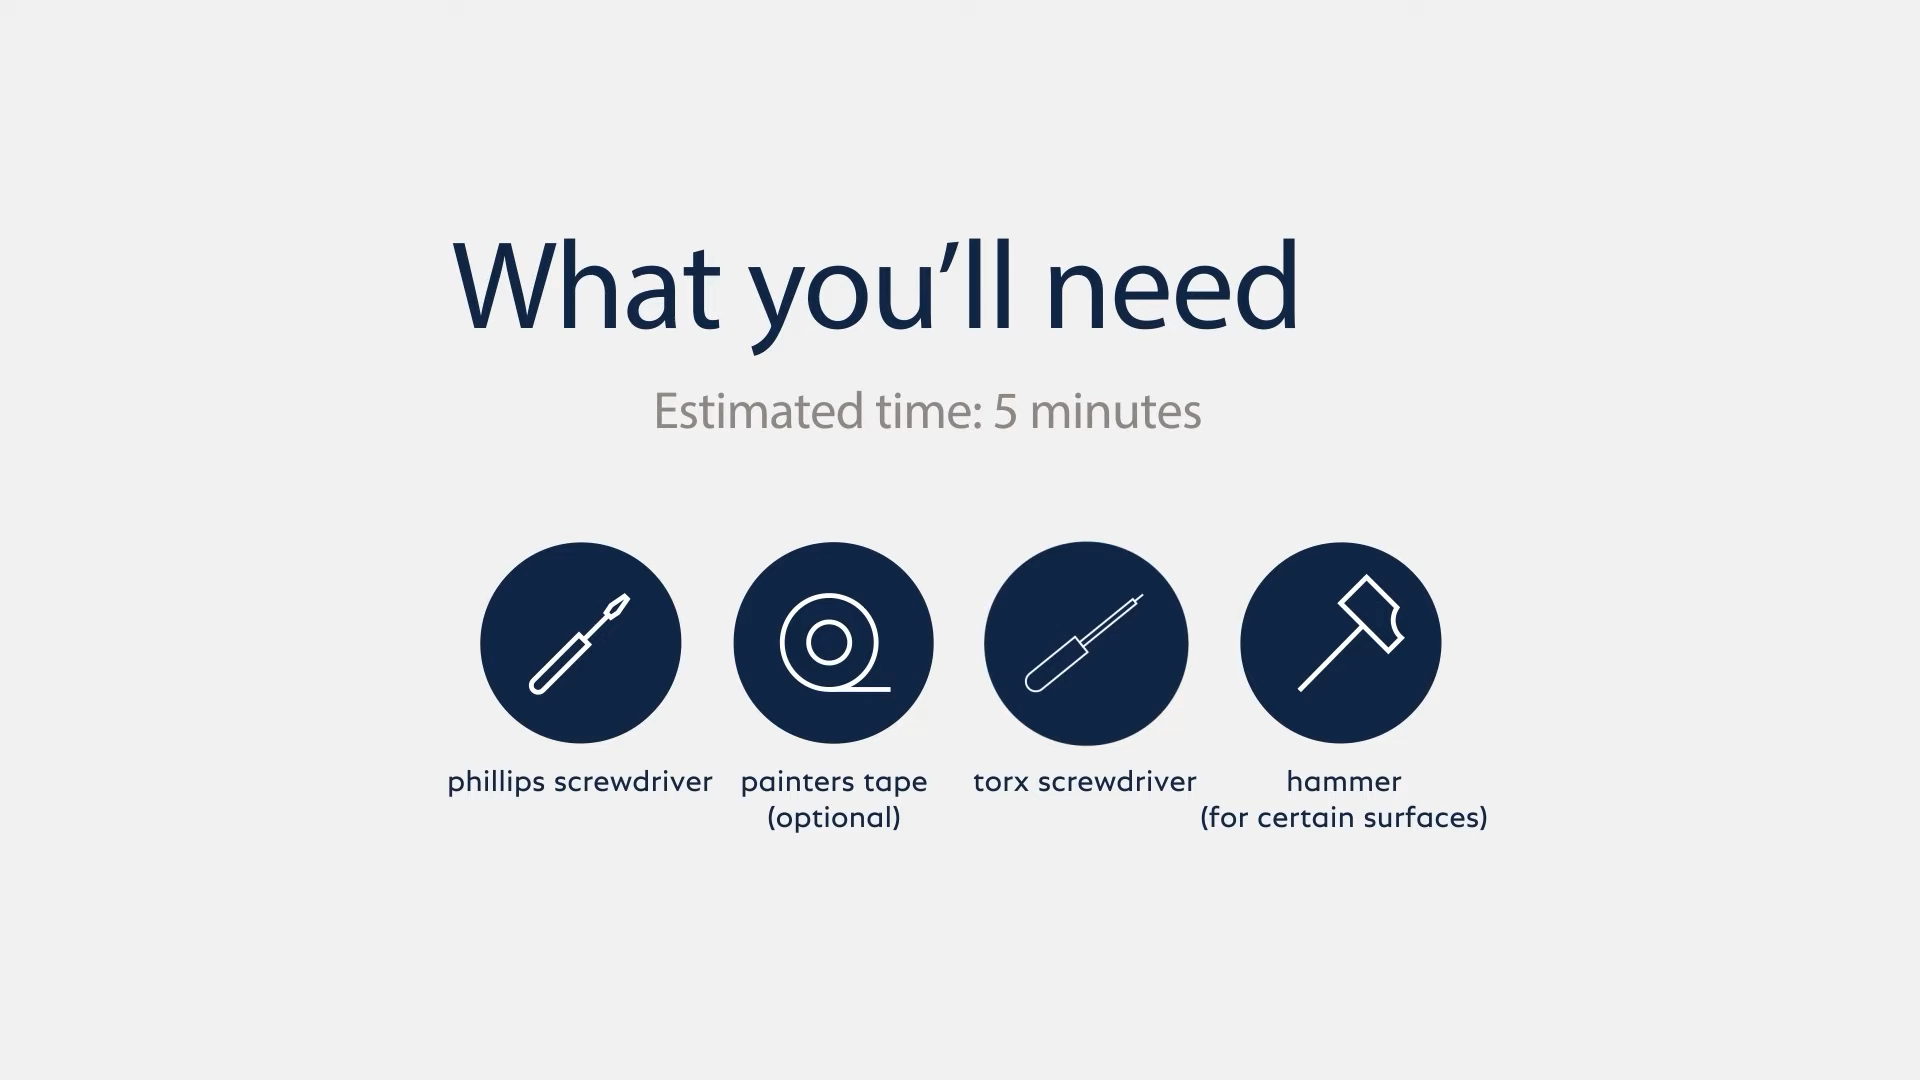 What you’ll need
Estimated time: 5 minutes
phillips screwdriver
painters tape
(optional)
torx screwdriver
hammer
(for certain surfaces)